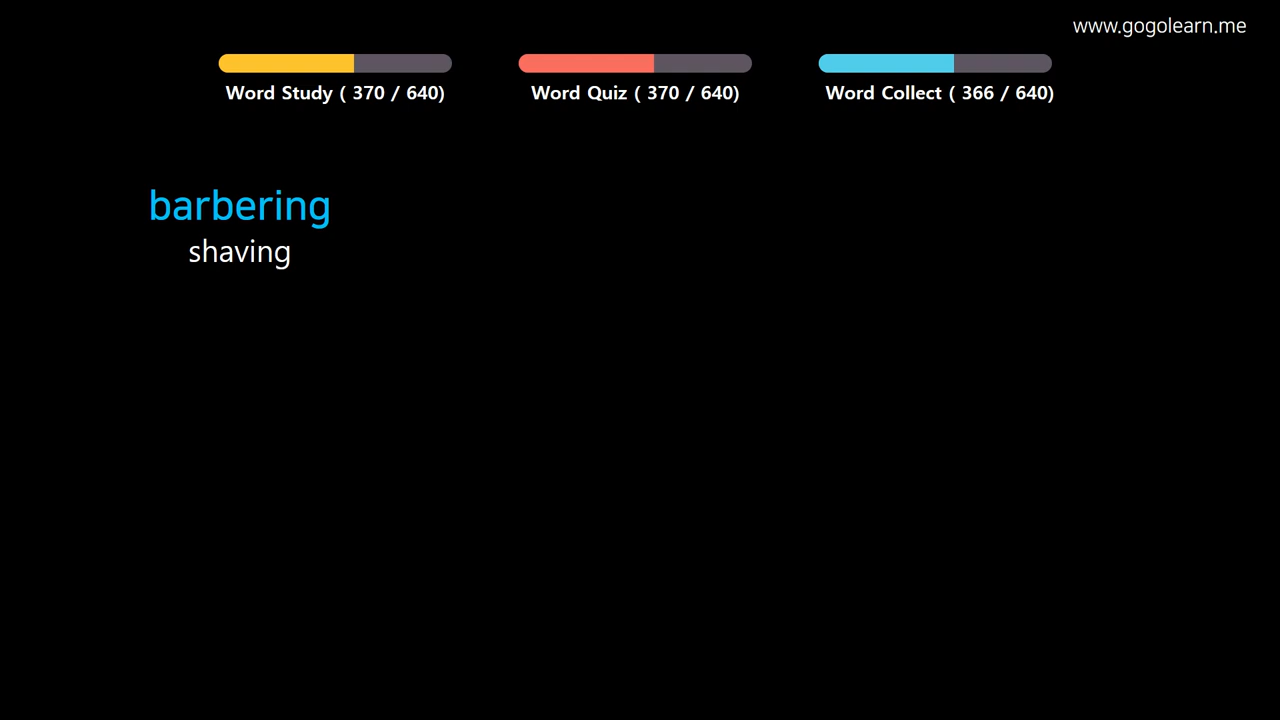 www.gogolearn.me
Word Study ( 370 / 640)
Word Quiz ( 370 / 640)
Word Collect ( 366 / 640)
barbering
shaving